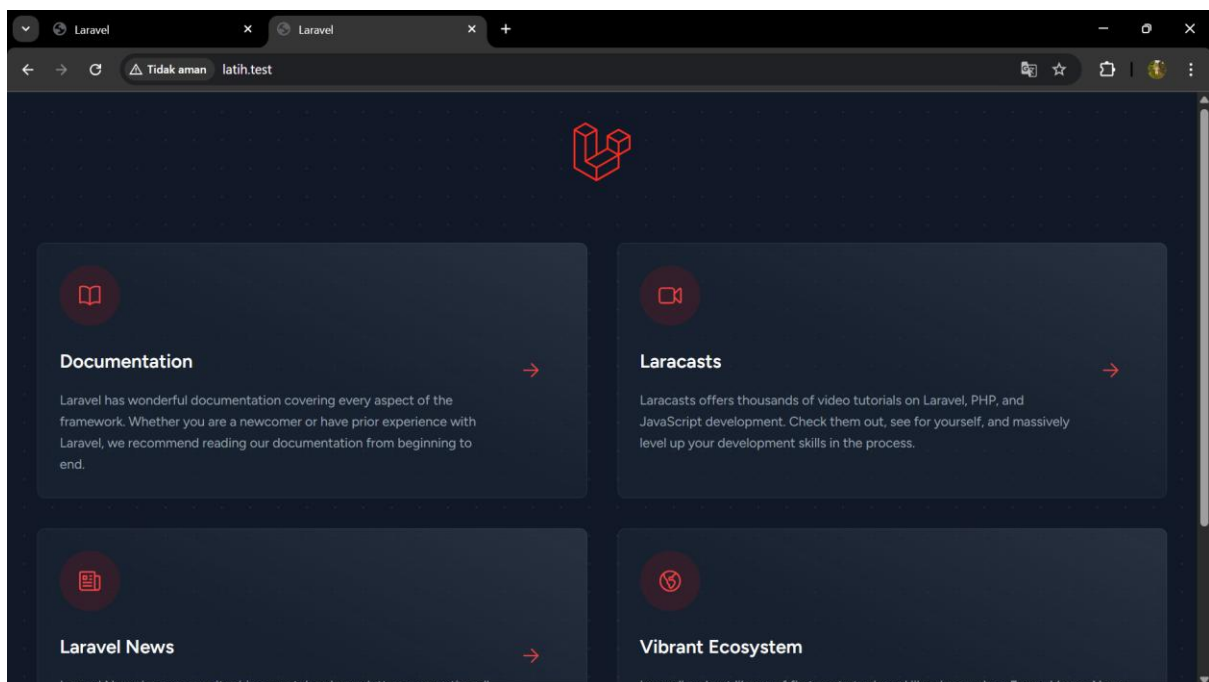 Laravel
Laravel
Tidak aman
latih.test
Documentation
Laravel has wonderful documentation covering every aspect of the
framework. Whether you are a newcomer or have prior experience with
Laravel, we recommend reading our documentation from beginning to
end.
Laracasts
Laracasts offers thousands of video tutorials on Laravel, PHP, and
JavaScript development. Check them out, see for yourself, and massively
level up your development skills in the process.
Laravel News
Vibrant Ecosystem